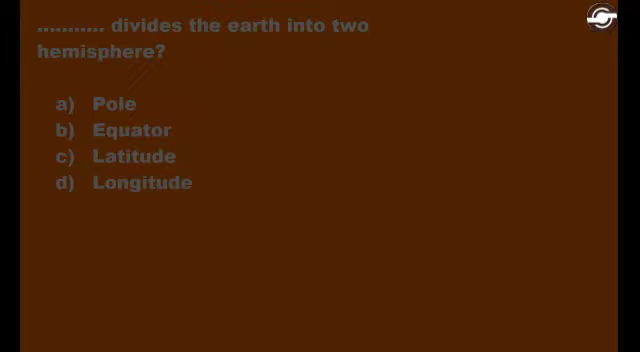 ........... divides the earth into two
hemisphere?
a) Pole
b) Equator
c) Latitude
d) Longitude